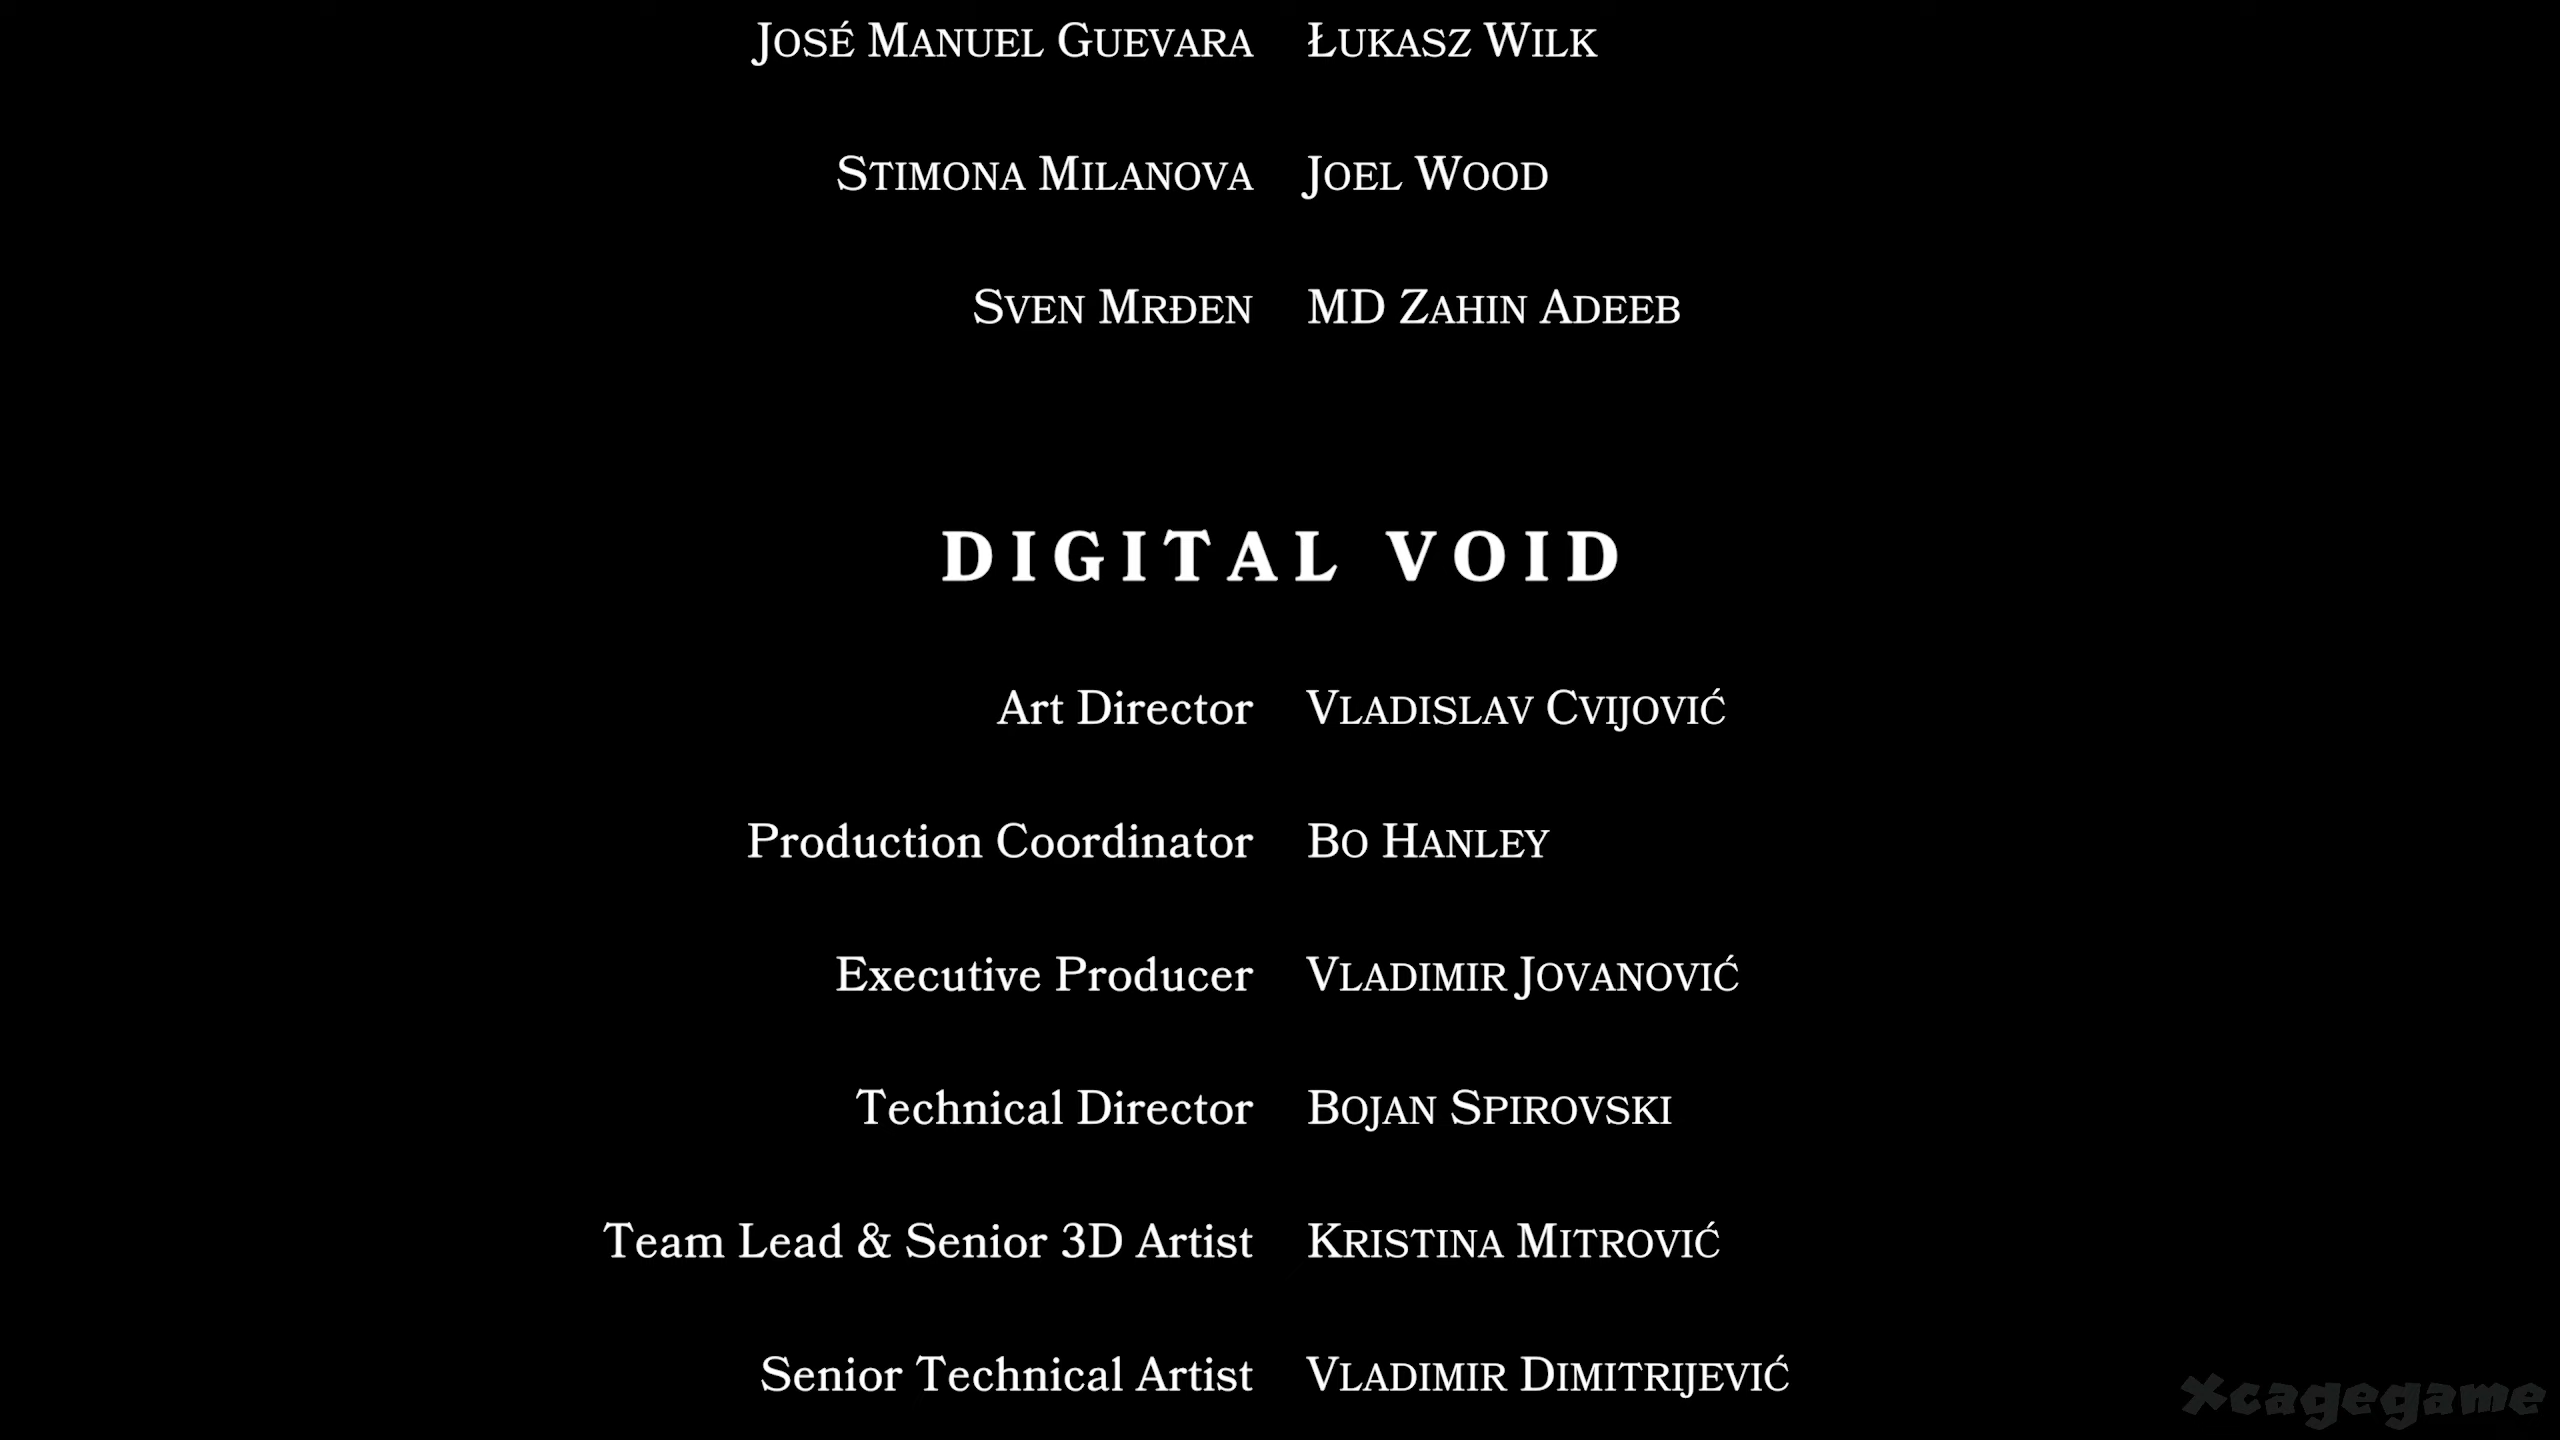 José Manuel Guevara Łukasz Wilk
Stimona Milanova Joel Wood
Sven Mrđen MD Zahin Adeeb
DIGITAL VOID
Art Director Vladislav Cvijović
Production Coordinator Bo Hanley
Executive Producer Vladimir Jovanović
Technical Director Bojan Spirovski
Team Lead & Senior 3D Artist Kristina Mitrović
Senior Technical Artist Vladimir Dimitrijević
Xcagegame